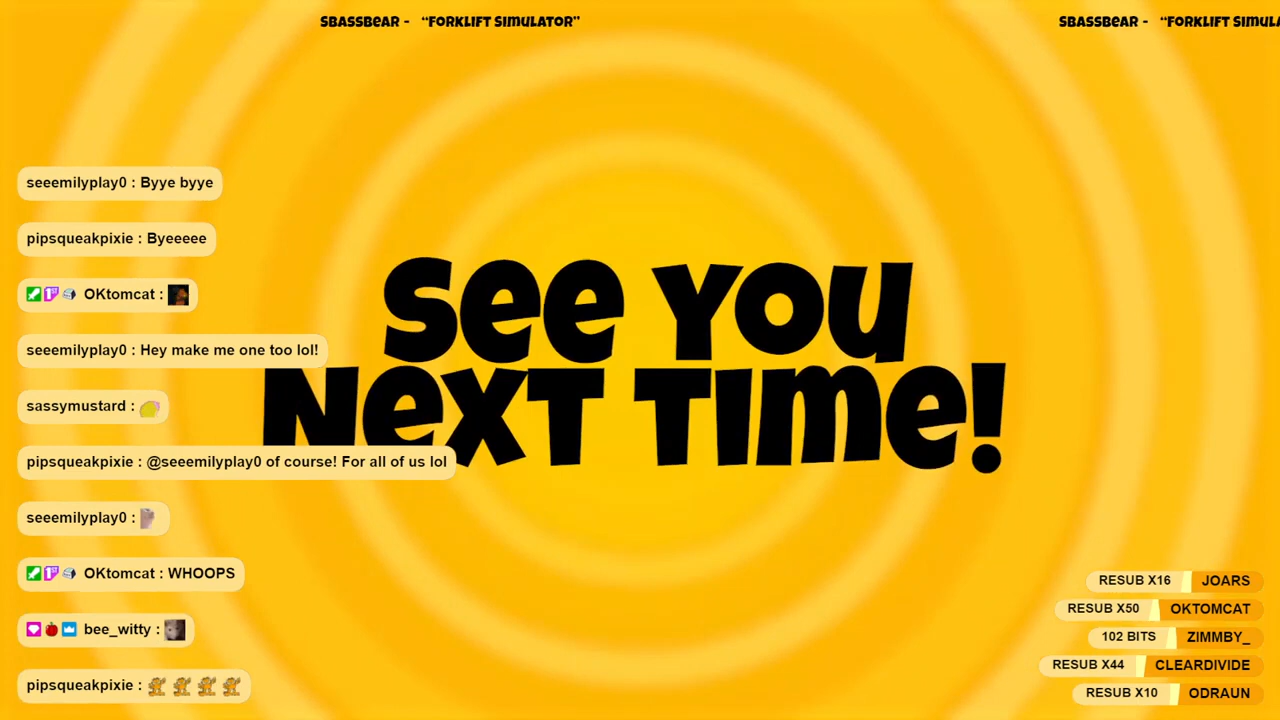 SBASSBEAR - “FORKLIFT SIMULATOR”
SBASSBEAR - “FORKLIFT SIMULA
seeemilyplay0 : Byye byye
pipsqueakpixie : Byeeeee
OKtomcat :
seeemilyplay0 : Hey make me one too lol!
sassymustard :
pipsqueakpixie : @seeemilyplay0 of course! For all of us lol
seeemilyplay0 :
OKtomcat : WHOOPS
bee_witty :
pipsqueakpixie :
See You
Next Time!
RESUB X16 JOARS
RESUB X50 OKTOMCAT
102 BITS ZIMMBY_
RESUB X44 CLEARDIVIDE
RESUB X10 ODRAUN